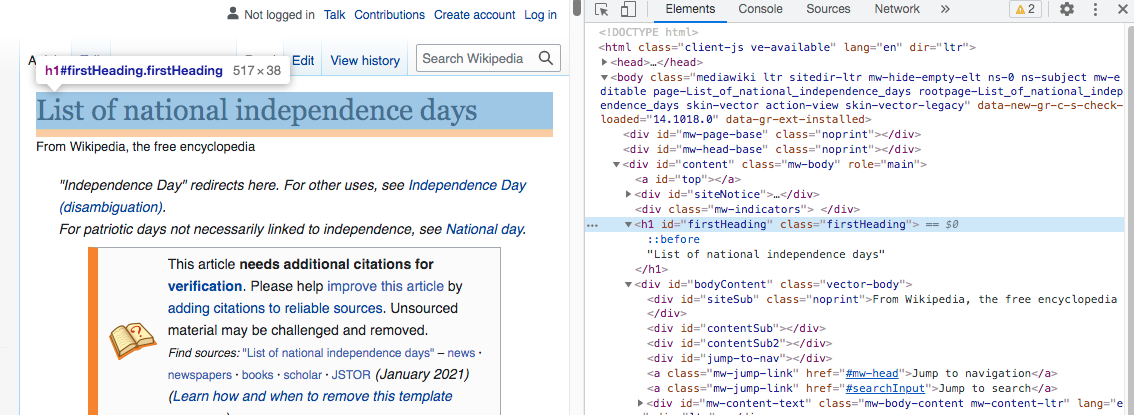 Not logged in Talk Contributions Create account Log in
Edit View history Search Wikipedia
h1#firstHeading.firstHeading 517 × 38
List of national independence days
From Wikipedia, the free encyclopedia
"Independence Day" redirects here. For other uses, see Independence Day
(disambiguation).
For patriotic days not necessarily linked to independence, see National day.
This article needs additional citations for
verification. Please help improve this article by
adding citations to reliable sources. Unsourced
material may be challenged and removed.
Find sources: "List of national independence days" – news ·
newspapers · books · scholar · JSTOR (January 2021)
(Learn how and when to remove this template
Elements Console Sources Network » 2
<!DOCTYPE html>
<html class="client-js ve-available" lang="en" dir="ltr">
<head>…</head>
<body class="mediawiki ltr sitedir-ltr mw-hide-empty-elt ns-0 ns-subject mw-e
ditable page-List_of_national_independence_days rootpage-List_of_national_indep
endence_days skin-vector action-view skin-vector-legacy" data-new-gr-c-s-check-
loaded="14.1018.0" data-gr-ext-installed>
<div id="mw-page-base" class="noprint"></div>
<div id="mw-head-base" class="noprint"></div>
<div id="content" class="mw-body" role="main">
<a id="top"></a>
<div id="siteNotice">…</div>
<div class="mw-indicators"> </div>
… <h1 id="firstHeading" class="firstHeading"> == $0
::before
"List of national independence days"
</h1>
<div id="bodyContent" class="vector-body">
<div id="siteSub" class="noprint">From Wikipedia, the free encyclopedia
</div>
<div id="contentSub"></div>
<div id="contentSub2"></div>
<div id="jump-to-nav"></div>
<a class="mw-jump-link" href="#mw-head">Jump to navigation</a>
<a class="mw-jump-link" href="#searchInput">Jump to search</a>
<div id="mw-content-text" class="mw-body-content mw-content-ltr" lang="e